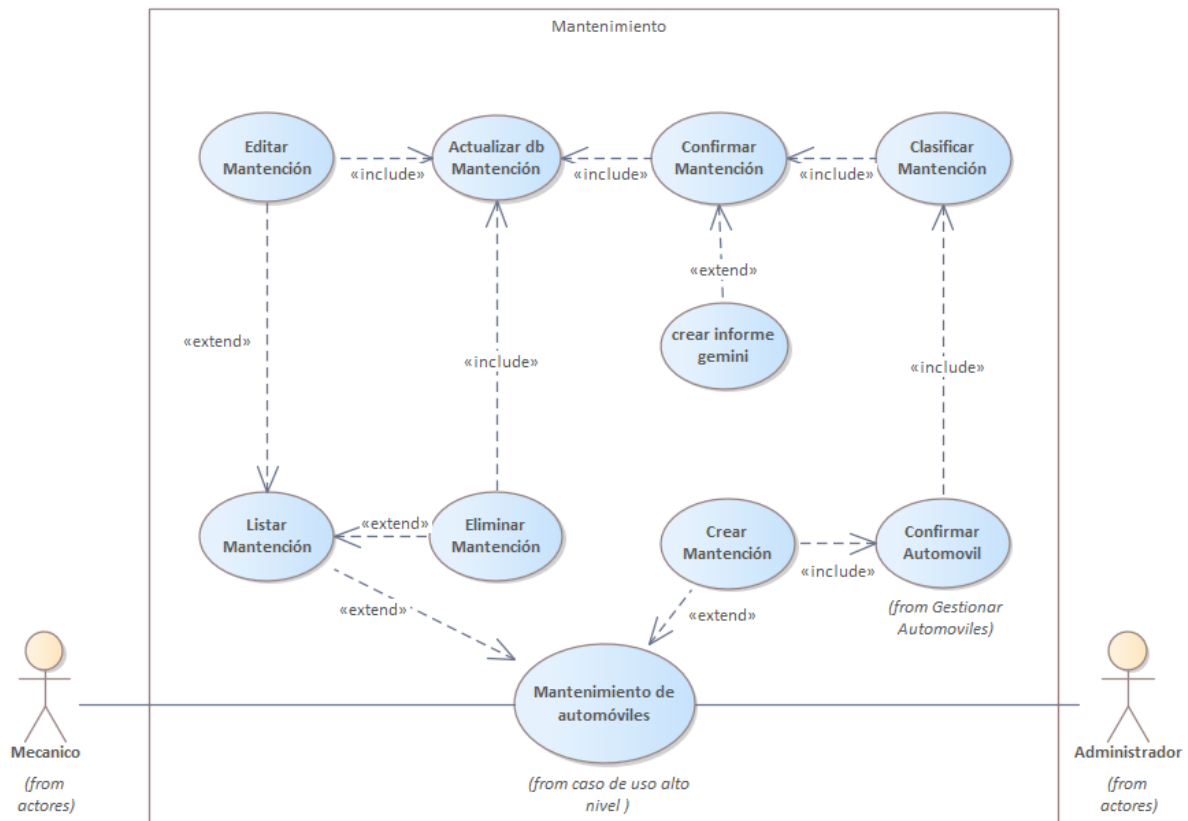 Mantenimiento
Editar
Mantención
Actualizar db
Mantención
Confirmar
Mantención
Clasificar
Mantención
«include»
«include»
«include»
«extend»
crear informe
gemini
«extend»
«include»
«include»
Listar
Mantención
«extend»
Eliminar
Mantención
Crear
Mantención
Confirmar
Automovil
«include»
(from Gestionar
Automoviles)
«extend»
«extend»
Mantenimiento de
automóviles
(from caso de uso alto
nivel )
Mecanico
(from
actores)
Administrador
(from
actores)